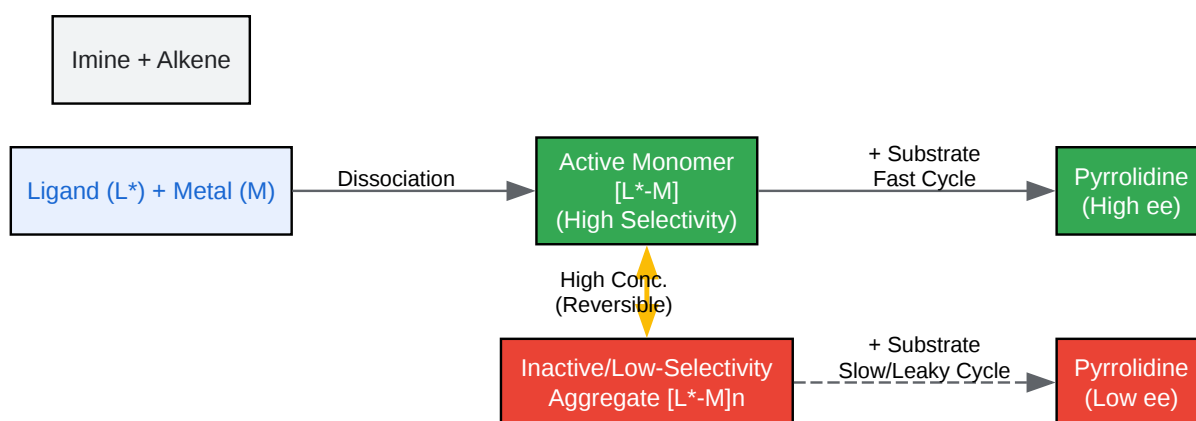 Imine + Alkene
Ligand (L*) + Metal (M)
Dissociation
Active Monomer
[L*-M]
(High Selectivity)
+ Substrate
Fast Cycle
Pyrrolidine
(High ee)
High Conc.
(Reversible)
Inactive/Low-Selectivity
Aggregate [L*-M]n
+ Substrate
Slow/Leaky Cycle
Pyrrolidine
(Low ee)